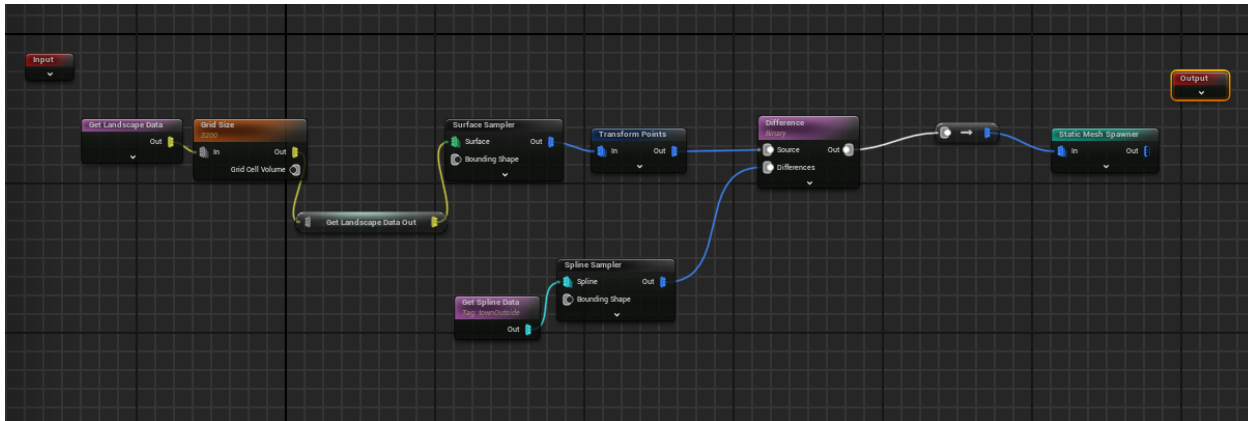 Input
Output
Get Landscape Data
Out
Grid Size
3200
In
Out
Grid Cell Volume
Get Landscape Data Out
Surface Sampler
Surface
Out
Bounding Shape
Transform Points
In
Out
Difference
Binary
Source
Out
Differences
Static Mesh Spawner
In
Out
Spline Sampler
Spline
Out
Bounding Shape
Get Spline Data
Tag: townOutside
Out